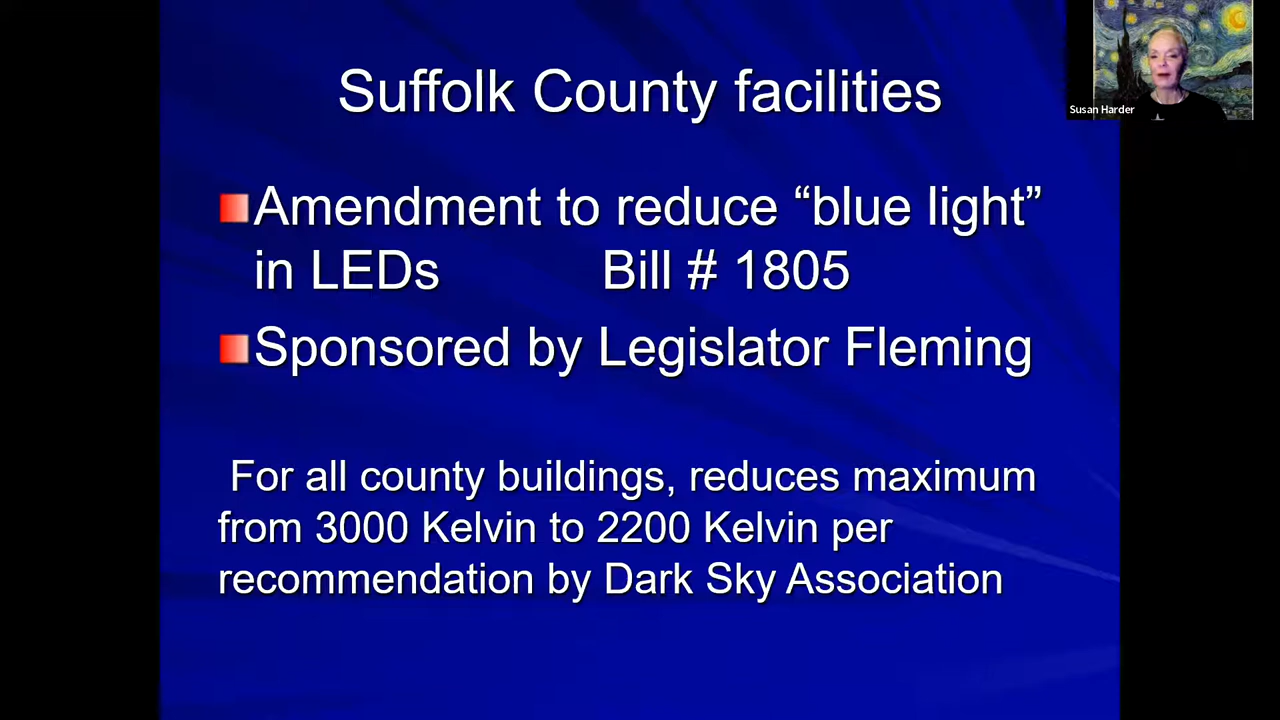 Suffolk County facilities
Susan Harder
Amendment to reduce “blue light”
in LEDs Bill # 1805
Sponsored by Legislator Fleming
For all county buildings, reduces maximum
from 3000 Kelvin to 2200 Kelvin per
recommendation by Dark Sky Association